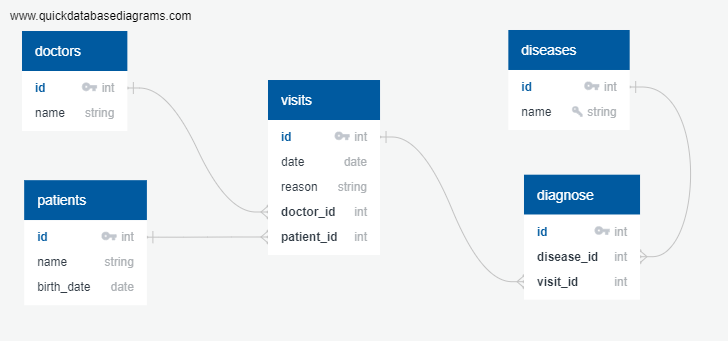 www.quickdatabasediagrams.com
doctors
id int
name string
patients
id int
name string
birth_date date
visits
id int
date date
reason string
doctor_id int
patient_id int
diseases
id int
name string
diagnose
id int
disease_id int
visit_id int